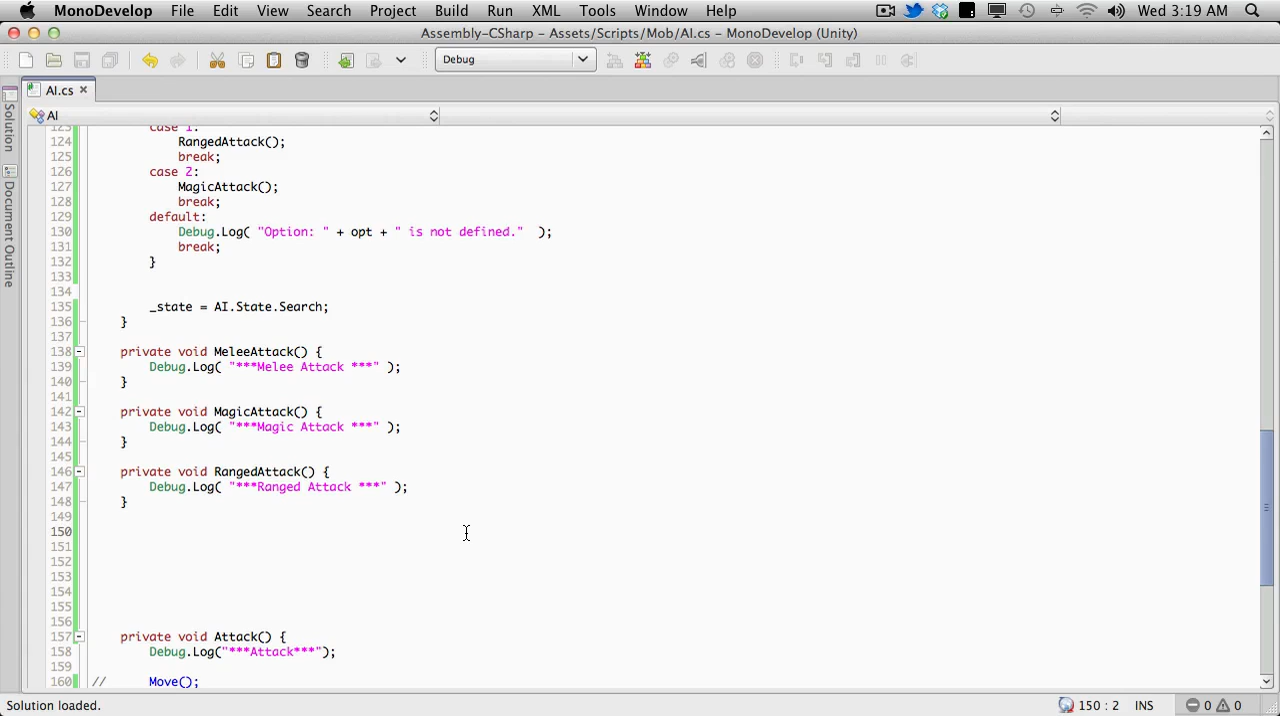 MonoDevelop File Edit View Search Project Build Run XML Tools Window Help Wed 3:19 AM
Assembly-CSharp - Assets/Scripts/Mob/AI.cs - MonoDevelop (Unity)
Debug
AI.cs
Solution
Document Outline
AI
123 case 1:
124 RangedAttack();
125 break;
126 case 2:
127 MagicAttack();
128 break;
129 default:
130 Debug.Log( "Option: " + opt + " is not defined." );
131 break;
132 }
133
134
135 _state = AI.State.Search;
136 }
137
138 private void MeleeAttack() {
139 Debug.Log( "***Melee Attack ***" );
140 }
141
142 private void MagicAttack() {
143 Debug.Log( "***Magic Attack ***" );
144 }
145
146 private void RangedAttack() {
147 Debug.Log( "***Ranged Attack ***" );
148 }
149
150
151
152
153
154
155
156
157 private void Attack() {
158 Debug.Log("***Attack***");
159
160 // Move();
Solution loaded. 150 : 2 INS 0 0